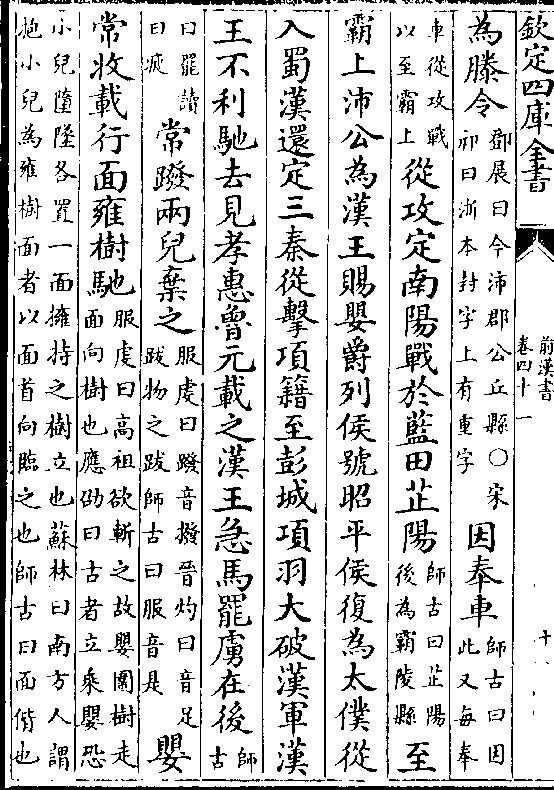 欽定四庫全書
前漢書
卷四十一
為滕令鄧展曰今沛郡公丘縣〇宋祁曰浙本封字上有重字因奉車師古曰因此又每奉
車從攻戰以至霸上從攻定南陽戰於藍田芷陽師古曰芷陽後為霸陵縣至
霸上沛公為漢王賜嬰爵列侯號昭平侯復為太僕從
入蜀漢還定三秦從擊項籍至彭城項羽大破漢軍漢
王不利馳去見孝惠魯元載之漢王急馬罷虜在後師古
曰罷讀曰疲常蹳兩兒棄之服虔曰蹳音撥晉灼曰音足跋物之跋師古曰服音是嬰
常收載行面雍樹馳服虔曰高祖欲斬之故嬰圍樹走面向樹也應劭曰古者立乘嬰恐
小兒墮墜各置一面擁持之樹立也蘇林曰南方人謂抱小兒為雍樹面者以面首向臨之也師古曰面偝也